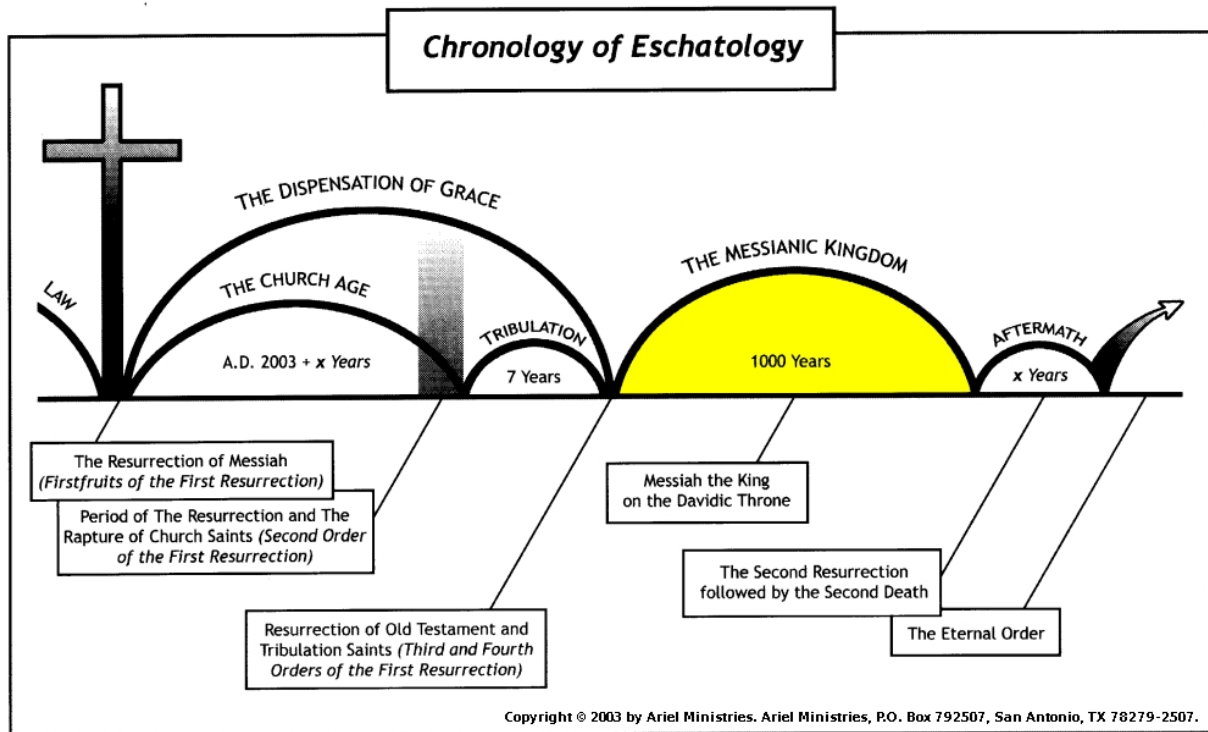 Chronology of Eschatology
THE DISPENSATION OF GRACE
THE MESSIANIC KINGDOM
LAW
THE CHURCH AGE
TRIBULATION
AFTERMATH
A.D. 2003 + x Years
7 Years
1000 Years
x Years
The Resurrection of Messiah
(Firstfruits of the First Resurrection)
Period of The Resurrection and The
Rapture of Church Saints (Second Order
of the First Resurrection)
Resurrection of Old Testament and
Tribulation Saints (Third and Fourth
Orders of the First Resurrection)
Messiah the King
on the Davidic Throne
The Second Resurrection
followed by the Second Death
The Eternal Order
Copyright © 2003 by Ariel Ministries. Ariel Ministries, P.O. Box 792507, San Antonio, TX 78279-2507.